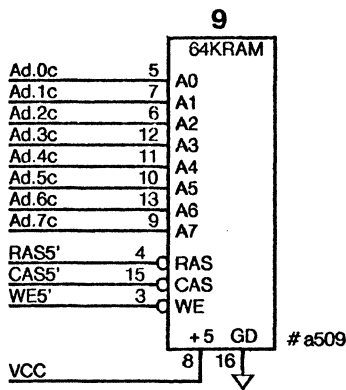 9
64KRAM
Ad.0c 5 A0
Ad.1c 7 A1
Ad.2c 6 A2
Ad.3c 12 A3
Ad.4c 11 A4
Ad.5c 10 A5
Ad.6c 13 A6
Ad.7c 9 A7
RAS5' 4 RAS
CAS5' 15 CAS
WE5' 3 WE
+5 GD #a509
8 16
VCC